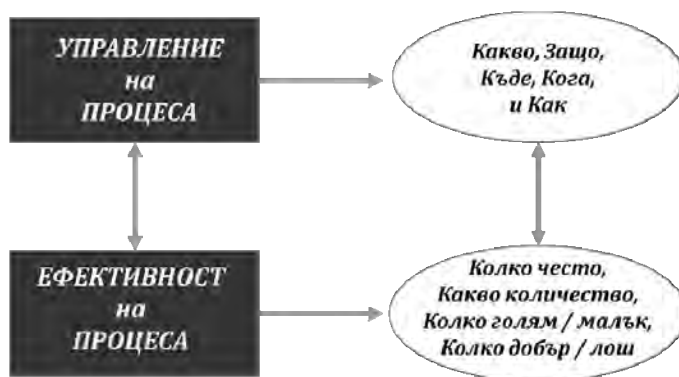 УПРАВЛЕНИЕ
на
ПРОЦЕСА
Какво, Защо,
Къде, Кога,
и Как
ЕФЕКТИВНОСТ
на
ПРОЦЕСА
Колко често,
Какво количество,
Колко голям / малък,
Колко добър / лош